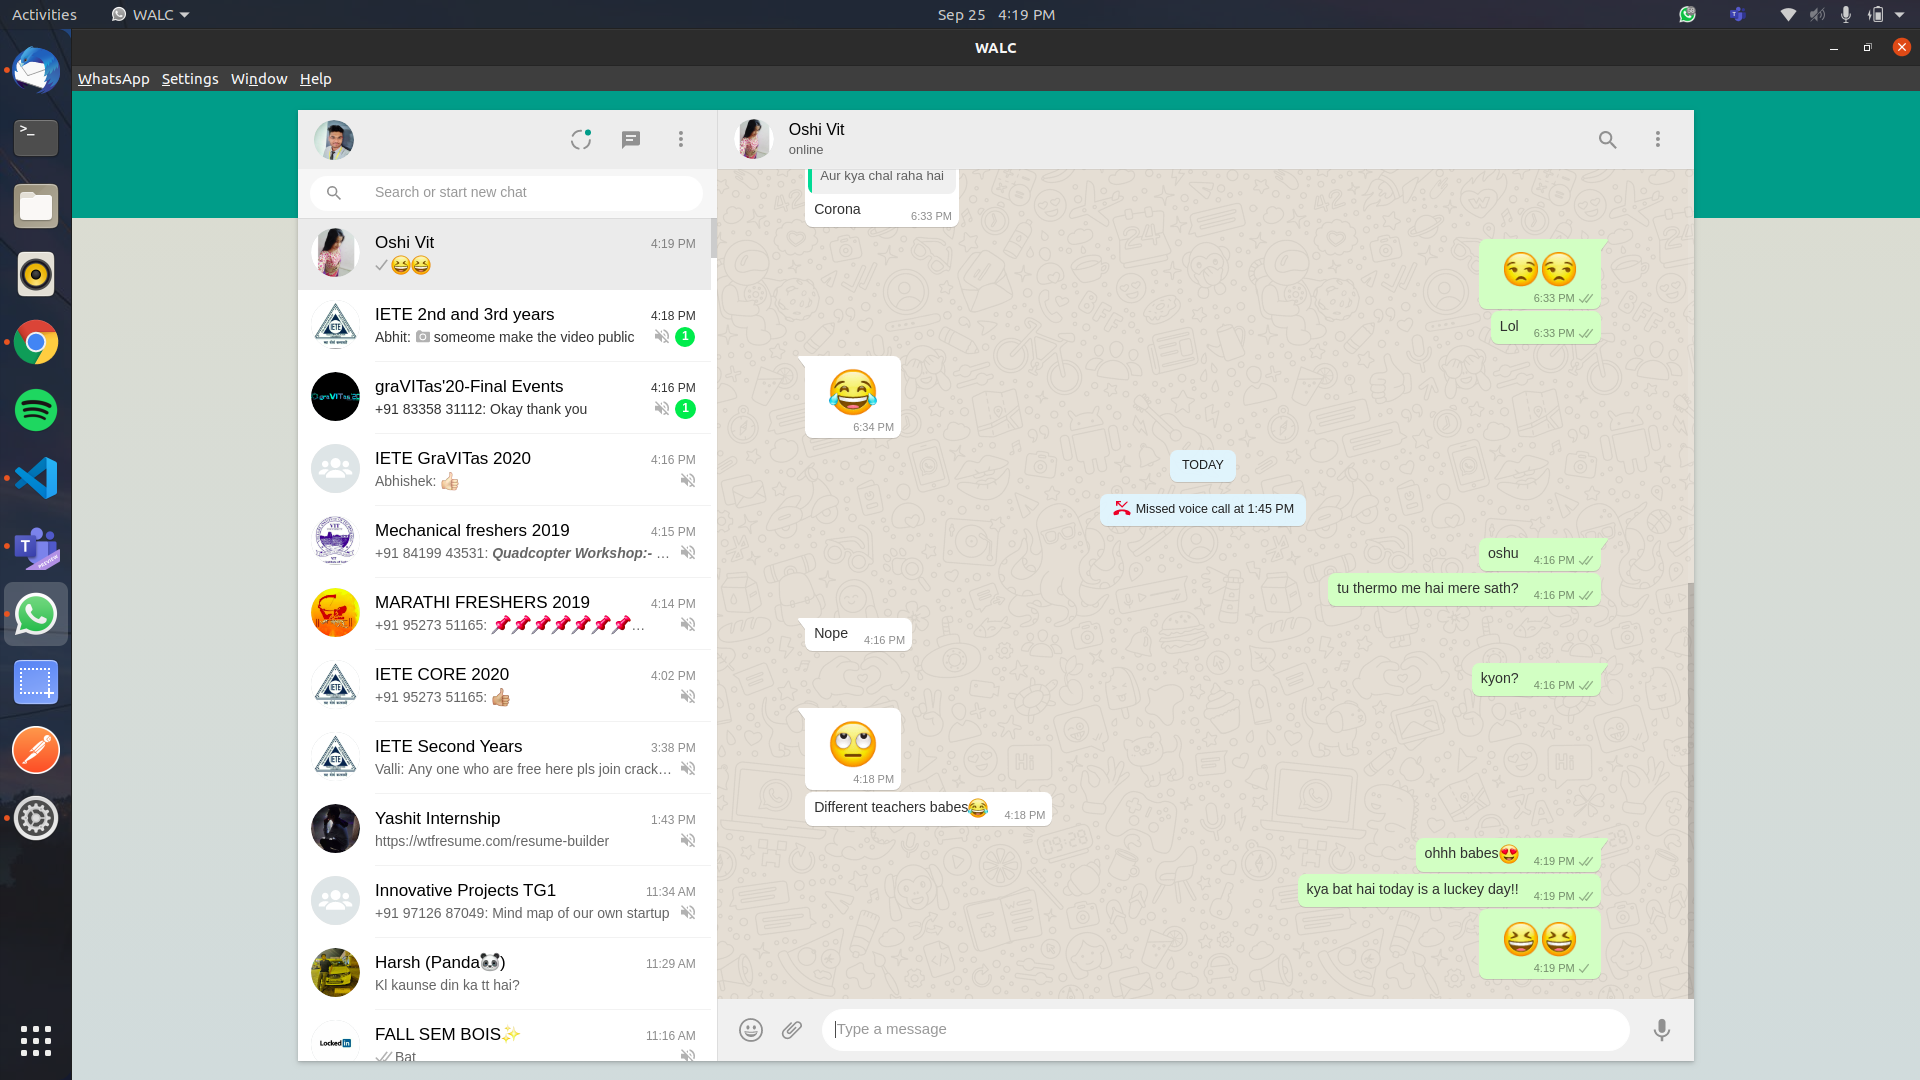 Activities
WALC
Sep 25 4:19 PM
WALC
WhatsApp Settings Window Help
Search or start new chat
Oshi Vit
4:19 PM
😆😆
IETE 2nd and 3rd years
4:18 PM
Abhit: someone make the video public
1
graVITas'20-Final Events
4:16 PM
+91 83358 31112: Okay thank you
1
IETE GraVITas 2020
4:16 PM
Abhishek: 👍🏻
Mechanical freshers 2019
4:15 PM
+91 84199 43531: Quadcopter Workshop:- …
MARATHI FRESHERS 2019
4:14 PM
+91 95273 51165: 📌📌📌📌📌📌📌…
IETE CORE 2020
4:02 PM
+91 95273 51165: 👍🏽
IETE Second Years
3:38 PM
Valli: Any one who are free here pls join crack…
Yashit Internship
1:43 PM
https://wtfresume.com/resume-builder
Innovative Projects TG1
11:34 AM
+91 97126 87049: Mind map of our own startup
Harsh (Panda🐼)
11:29 AM
Kl kaunse din ka tt hai?
LockedIn
FALL SEM BOIS✨
11:16 AM
Bat
Oshi Vit
online
Aur kya chal raha hai
Corona
6:33 PM
😒😒
6:33 PM
Lol
6:33 PM
😂
6:34 PM
TODAY
Missed voice call at 1:45 PM
oshu
4:16 PM
tu thermo me hai mere sath?
4:16 PM
Nope
4:16 PM
kyon?
4:16 PM
🙄
4:18 PM
Different teachers babes😂
4:18 PM
ohhh babes😍
4:19 PM
kya bat hai today is a luckey day!!
4:19 PM
😆😆
4:19 PM
Type a message